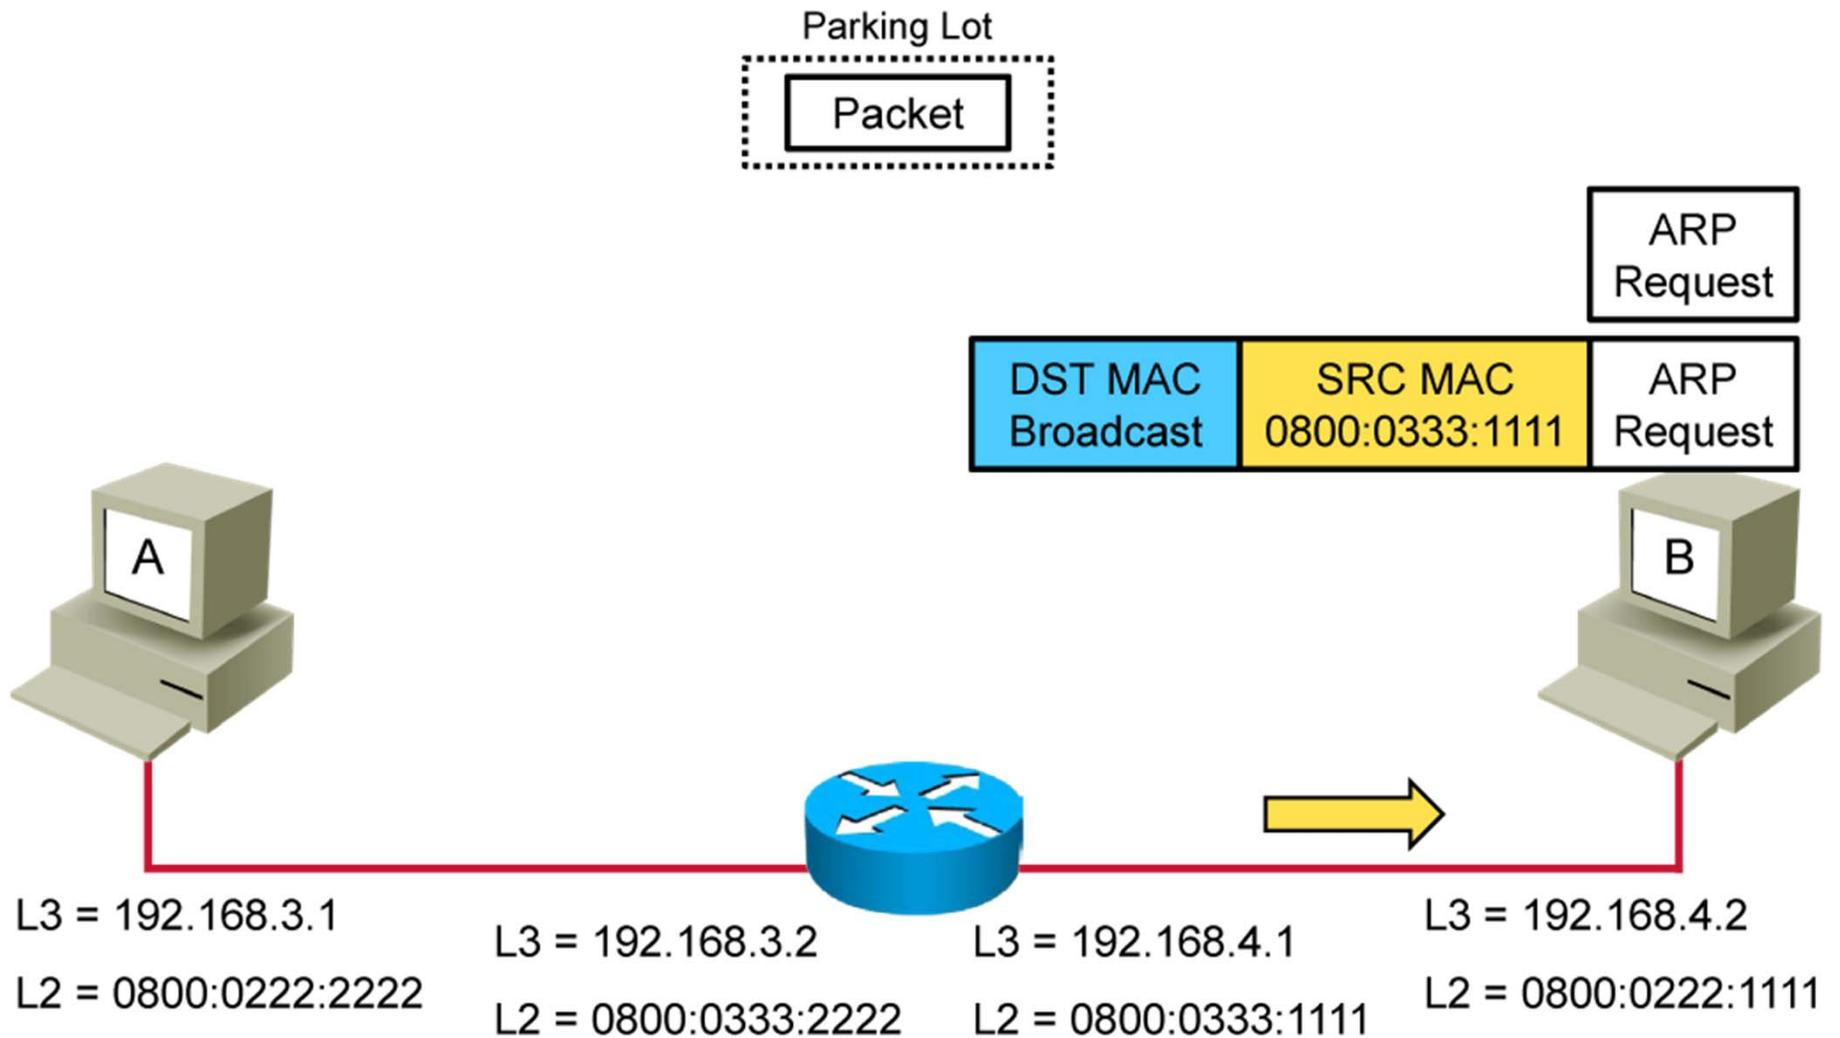 Parking Lot
Packet
ARP
Request
DST MAC
Broadcast
SRC MAC
0800:0333:1111
ARP
Request
A
B
L3 = 192.168.3.1
L2 = 0800:0222:2222
L3 = 192.168.3.2
L2 = 0800:0333:2222
L3 = 192.168.4.1
L2 = 0800:0333:1111
L3 = 192.168.4.2
L2 = 0800:0222:1111